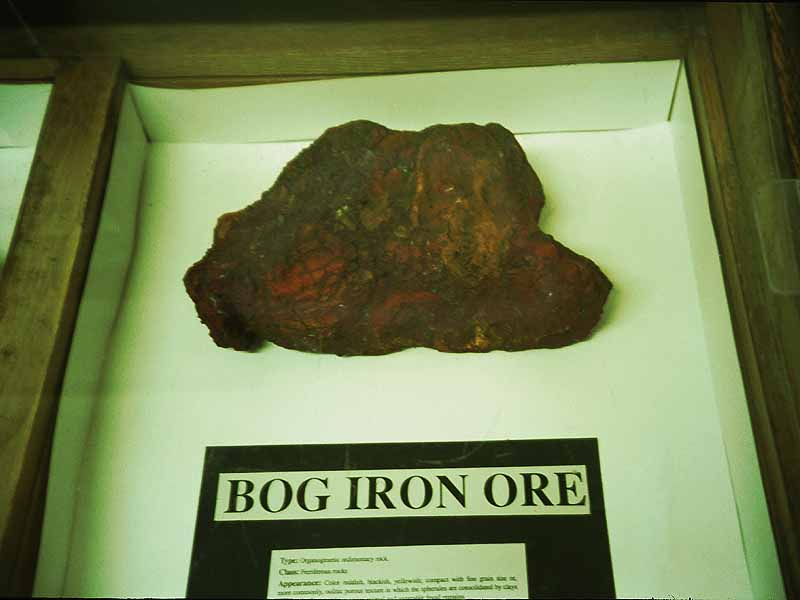 BOG IRON ORE
Type: Organogenetic sedimentary rock.
Class: Ferriferous rocks
Appearance: Color reddish, blackish, yellowish; compact with fine grain size or,
more commonly, oolitic porous texture in which the spherules are consolidated by clays